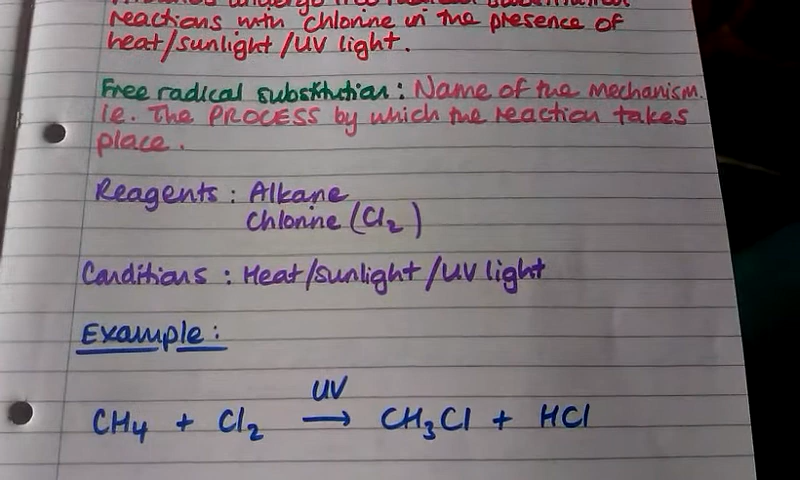 reactions with Chlorine in the presence of
heat/sunlight/UV light.
Free radical substitution: Name of the mechanism.
ie. The PROCESS by which the reaction takes
place.
Reagents: Alkane
Chlorine (Cl₂)
Conditions: Heat/Sunlight/UV light
Example:
UV
CH₄ + Cl₂ → CH₃Cl + HCl